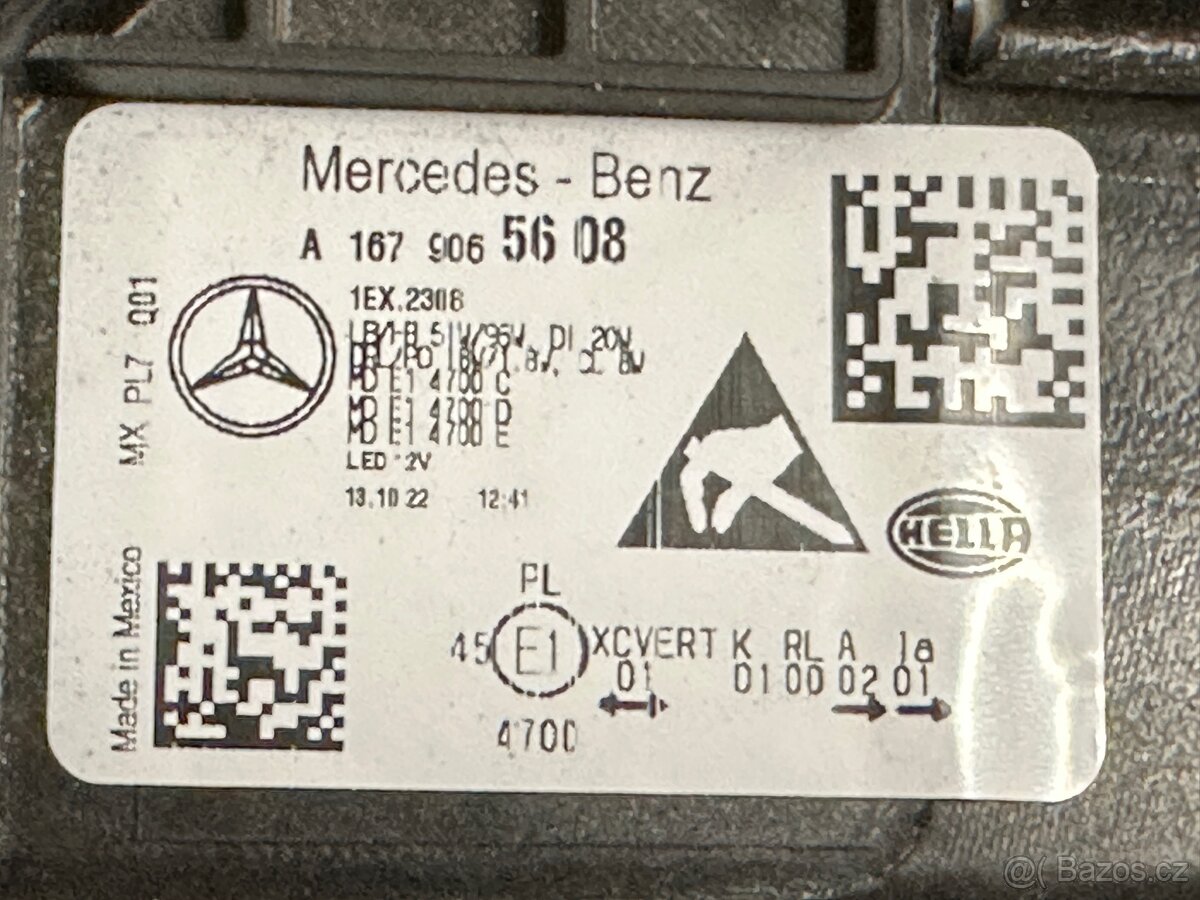 Mercedes - Benz
A 167 906 56 08
1EX.2308
MD E1 4700 C
MD E1 4700 D
MD E1 4700 E
LED 12V
13.10.22 12:41
MX PL7 Q01
Made in Mexico
HELLA
PL
45 E1 XCVERT K RL A 1a
01 01 00 02 01
4700
@( Bazos.cz